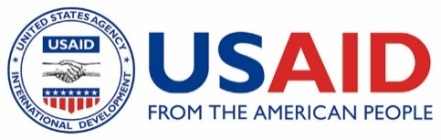 UNITED STATES AGENCY
USAID
INTERNATIONAL DEVELOPMENT
USAID
FROM THE AMERICAN PEOPLE